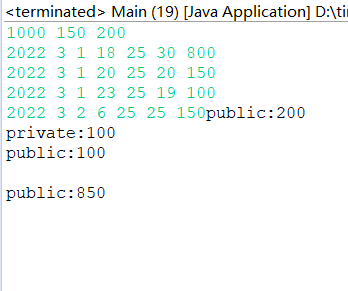 <terminated> Main (19) [Java Application] D:\tin
1000 150 200
2022 3 1 18 25 30 800
2022 3 1 20 25 20 150
2022 3 1 23 25 19 100
2022 3 2 6 25 25 150public:200
private:100
public:100
public:850